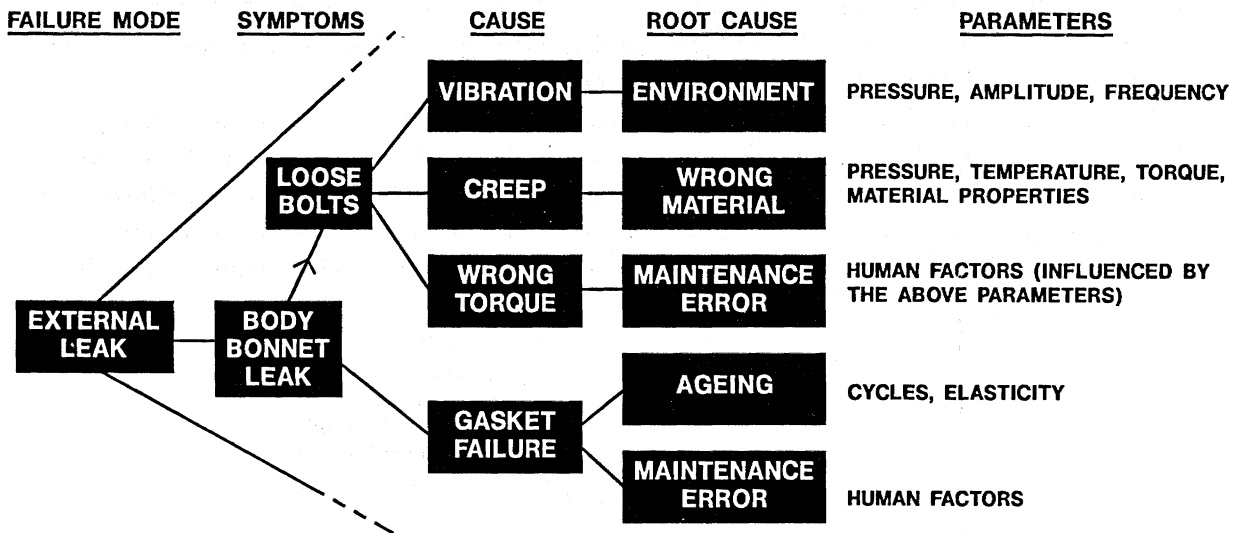 FAILURE MODE
SYMPTOMS
CAUSE
ROOT CAUSE
PARAMETERS
VIBRATION
ENVIRONMENT
PRESSURE, AMPLITUDE, FREQUENCY
LOOSE
BOLTS
CREEP
WRONG
MATERIAL
PRESSURE, TEMPERATURE, TORQUE,
MATERIAL PROPERTIES
WRONG
TORQUE
MAINTENANCE
ERROR
HUMAN FACTORS (INFLUENCED BY
THE ABOVE PARAMETERS)
EXTERNAL
LEAK
BODY
BONNET
LEAK
AGEING
CYCLES, ELASTICITY
GASKET
FAILURE
MAINTENANCE
ERROR
HUMAN FACTORS